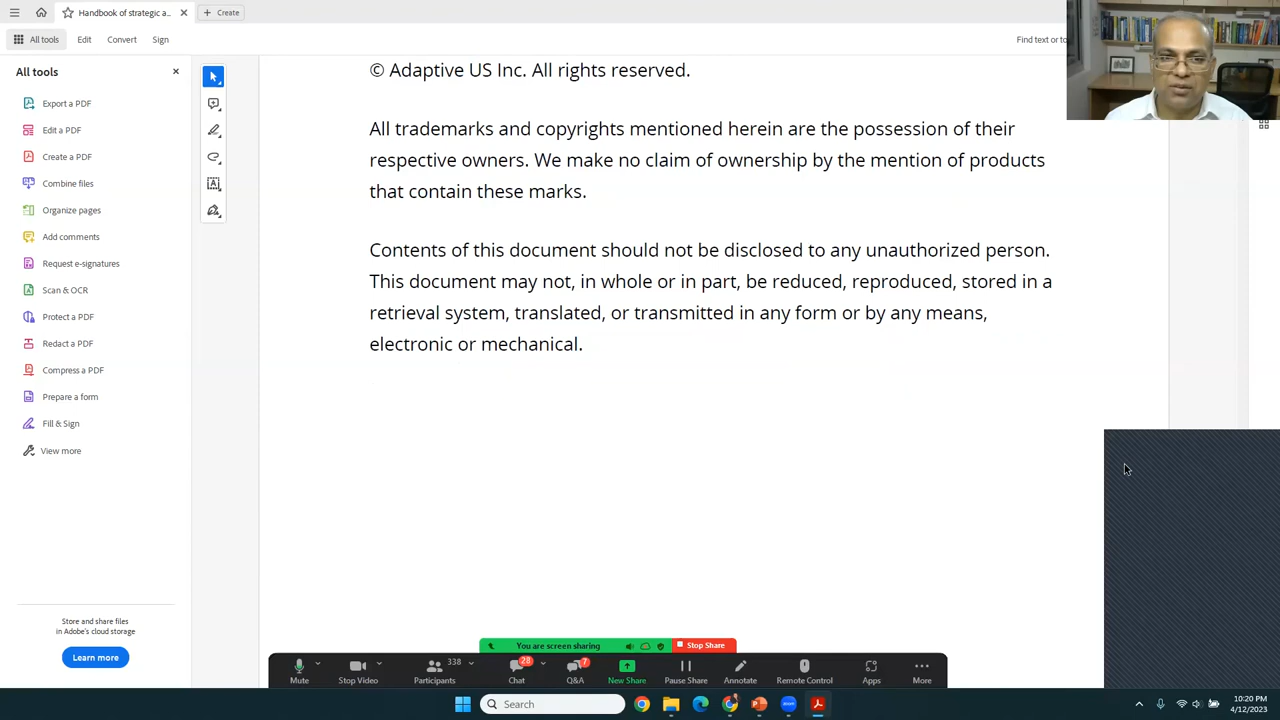 Handbook of strategic a...
Create
All tools
Edit
Convert
Sign
Find text or to
All tools
Export a PDF
Edit a PDF
Create a PDF
Combine files
Organize pages
Add comments
Request e-signatures
Scan & OCR
Protect a PDF
Redact a PDF
Compress a PDF
Prepare a form
Fill & Sign
View more
Store and share files
in Adobe's cloud storage
Learn more
© Adaptive US Inc. All rights reserved.
All trademarks and copyrights mentioned herein are the possession of their
respective owners. We make no claim of ownership by the mention of products
that contain these marks.
Contents of this document should not be disclosed to any unauthorized person.
This document may not, in whole or in part, be reduced, reproduced, stored in a
retrieval system, translated, or transmitted in any form or by any means,
electronic or mechanical.
You are screen sharing
Stop Share
338
28
7
Mute
Stop Video
Participants
Chat
Q&A
New Share
Pause Share
Annotate
Remote Control
Apps
More
Search
zoom
10:20 PM
4/12/2023